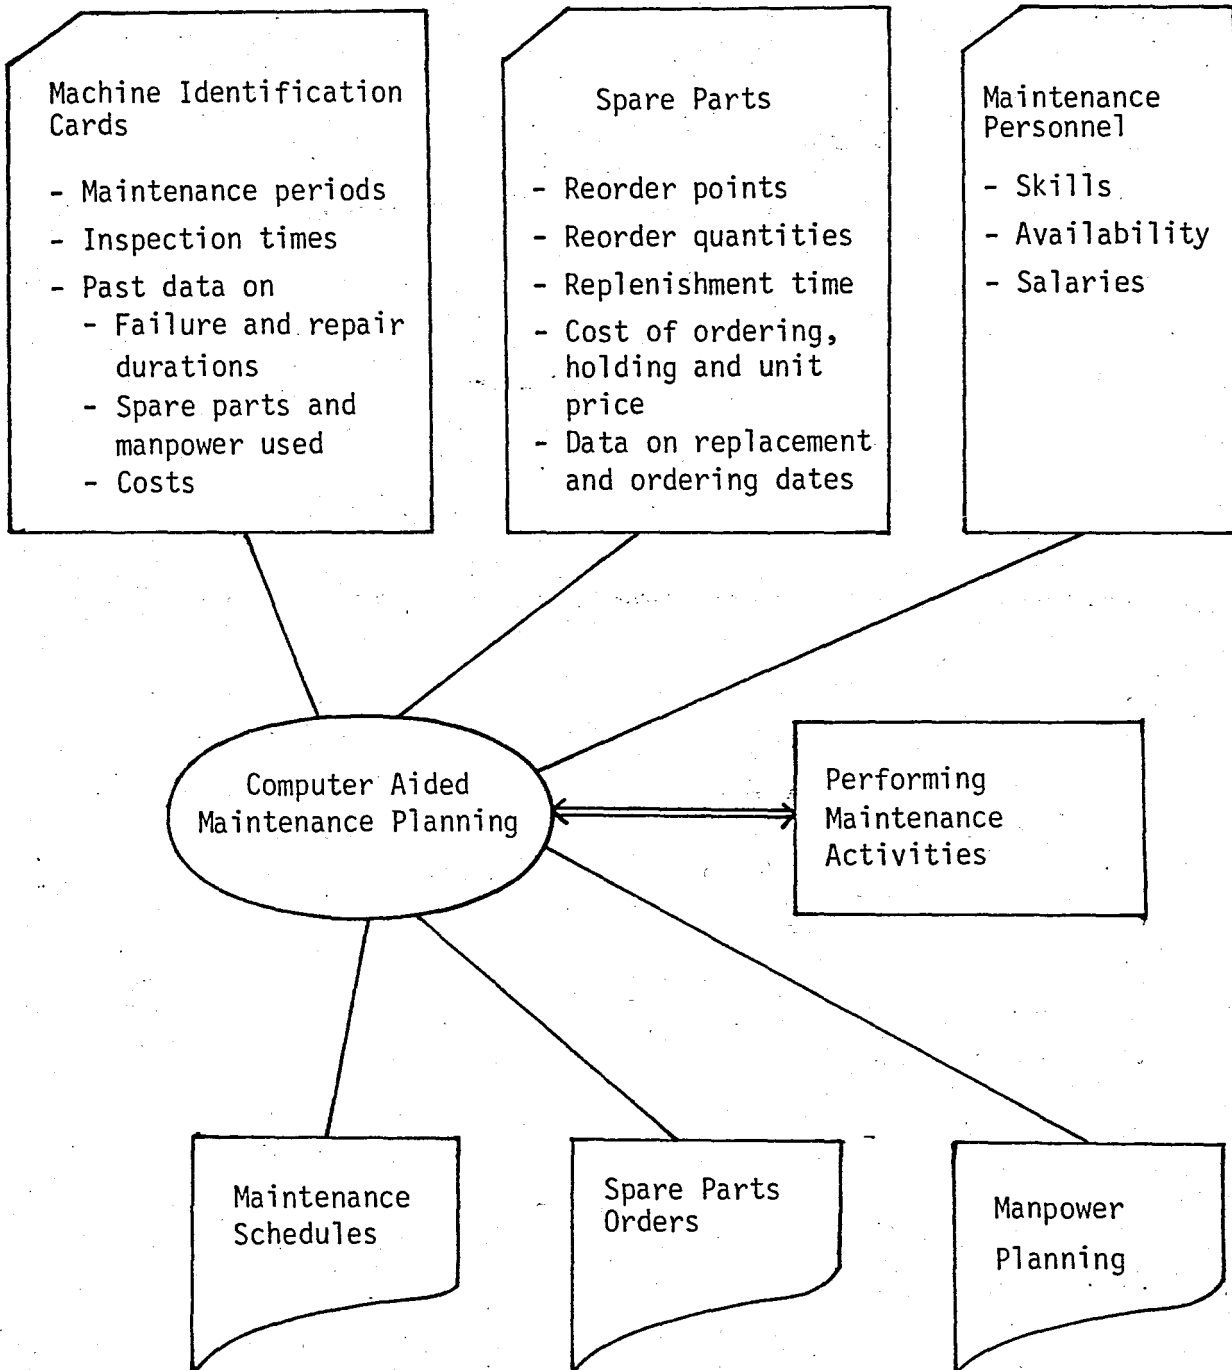 Machine Identification
Cards
- Maintenance periods
- Inspection times
- Past data on
- Failure and repair
durations
- Spare parts and
manpower used
- Costs
Spare Parts
- Reorder points
- Reorder quantities
- Replenishment time
- Cost of ordering,
holding and unit
price
- Data on replacement
and ordering dates
Maintenance
Personnel
- Skills
- Availability
- Salaries
Computer Aided
Maintenance Planning
Performing
Maintenance
Activities
Maintenance
Schedules
Spare Parts
Orders
Manpower
Planning